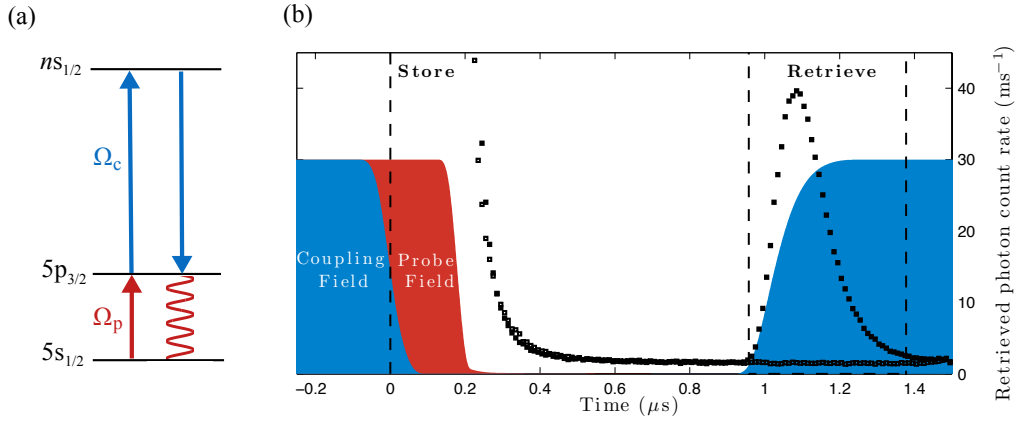 (a)
ns1/2
Ωc
5p3/2
Ωp
5s1/2
(b)
Store
Retrieve
Coupling
Field
Probe
Field
40
30
20
10
0
Retrieved photon count rate (ms⁻¹)
-0.2
0
0.2
0.4
0.6
0.8
1
1.2
1.4
Time (μs)